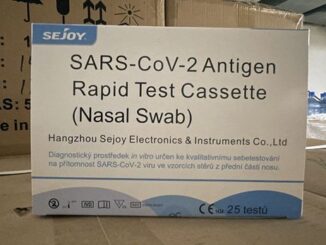 SEJOY
SARS-CoV-2 Antigen
Rapid Test Cassette
(Nasal Swab)
Hangzhou Sejoy Electronics & Instruments Co.,Ltd
Diagnostický prostředek in vitro určen ke kvalitativnímu sebetestování
na přítomnost SARS-CoV-2 viru ve vzorcích stěrů z přední části nosu.
IVD
25 testů